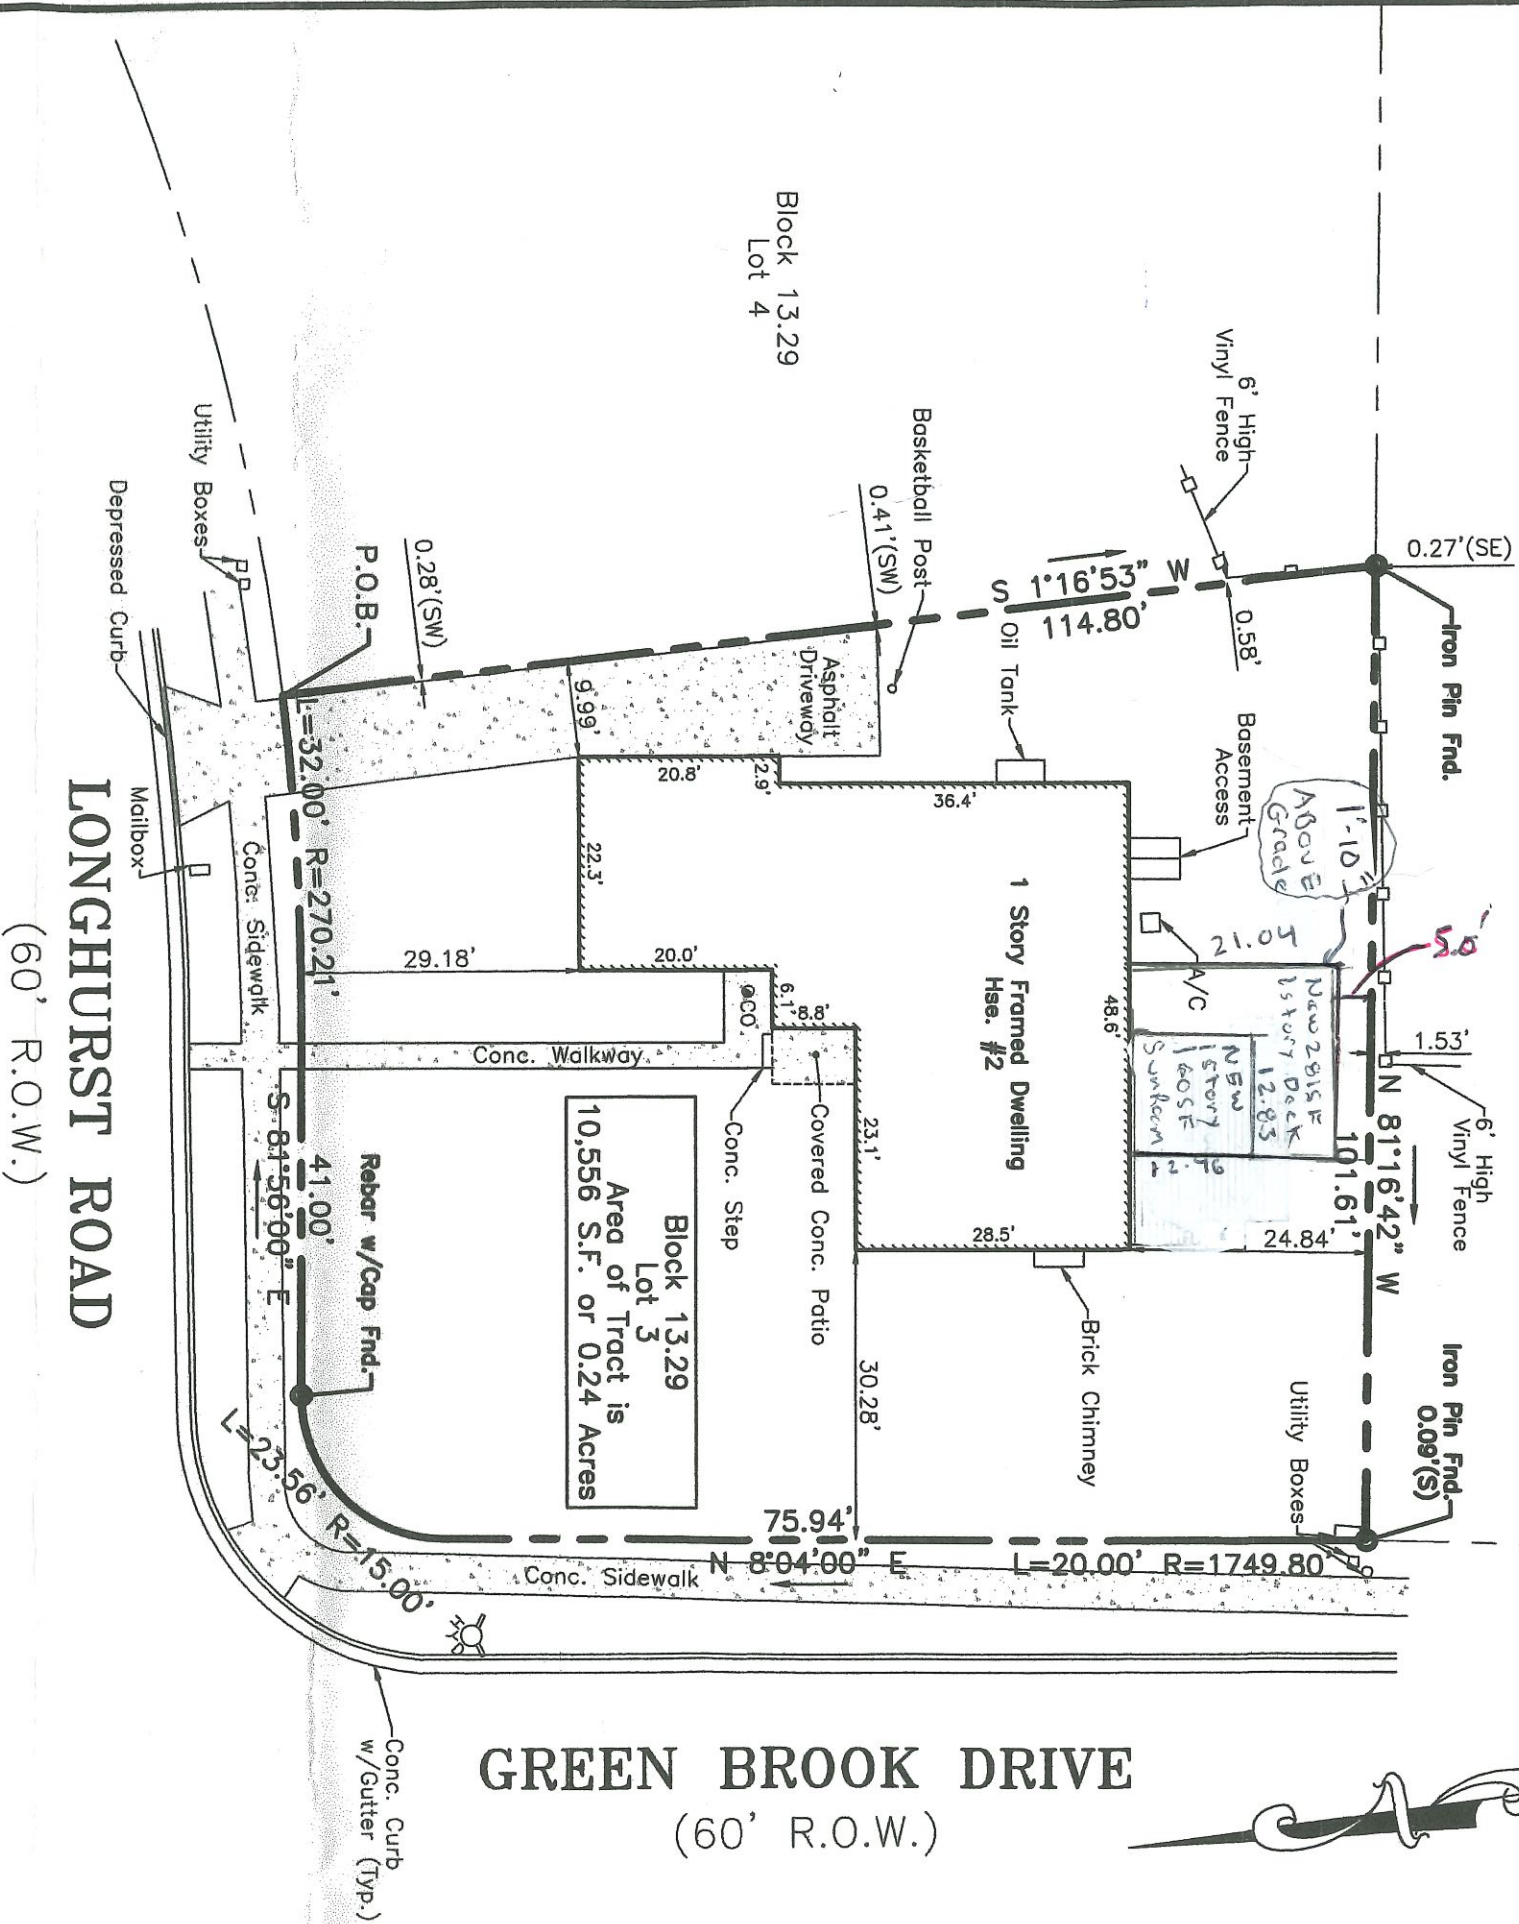 0.27'(SE)
Iron Pin Fnd.
6' High
Vinyl Fence
0.58'
S 1°16'53" W
114.80'
Block 13.29
Lot 4
Basketball Post
0.41'(SW)
Oil Tank
Basement
Access
1'-10"
Above
Grade
5.0'
1.53'
6' High
Vinyl Fence
N 81°16'42" W
101.61'
Iron Pin Fnd.
0.09'(S)
Utility Boxes
A/C
21.04
New 281SF
1story Deck
12.83
NEW
1story
160SF
Sunroom
24.84'
Asphalt
Driveway
9.99'
20.8'
2.9'
36.4'
48.6'
1 Story Framed Dwelling
Hse. #2
28.5'
Brick Chimney
22.3'
20.0'
6.1'
8.8'
23.1'
30.28'
CO.
Covered Conc. Patio
Conc. Step
Conc. Walkway
29.18'
0.28'(SW)
P.O.B.
Utility Boxes
Depressed Curb
Mailbox
L=32.00' R=270.21'
Conc. Sidewalk
41.00'
S 81°56'00" E
Rebar w/Cap Fnd.
Block 13.29
Lot 3
Area of Tract is
10,556 S.F. or 0.24 Acres
L=23.56' R=15.00'
75.94'
N 8°04'00" E
L=20.00' R=1749.80'
Conc. Sidewalk
HYD
Conc. Curb
w/Gutter (Typ.)
LONGHURST ROAD
(60' R.O.W.)
GREEN BROOK DRIVE
(60' R.O.W.)